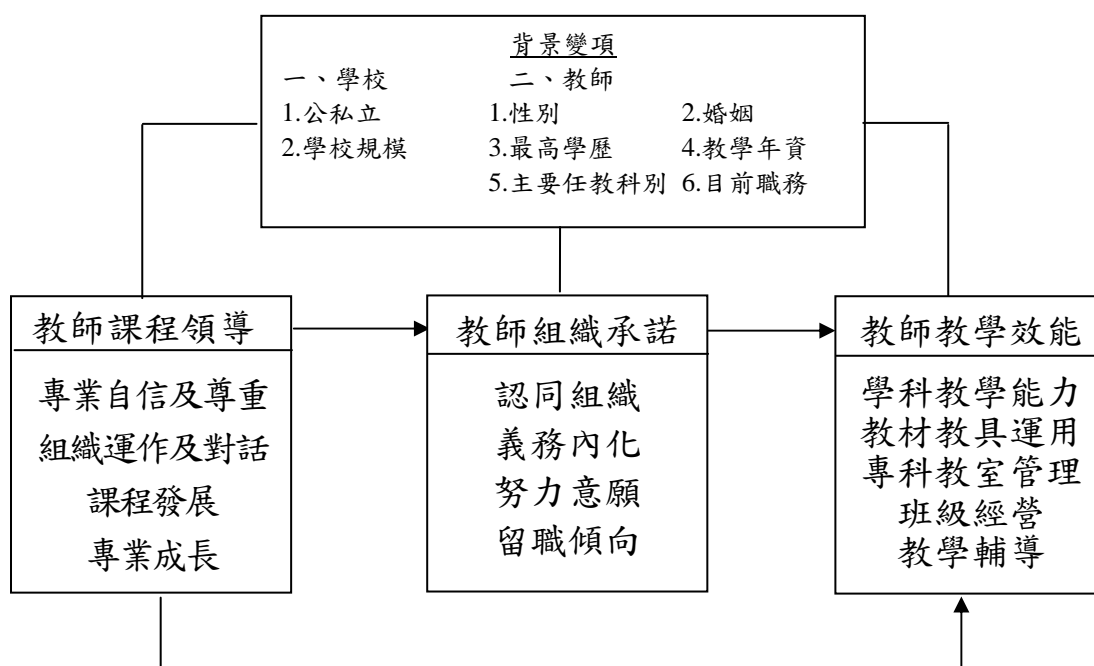 背景變項
一、學校 二、教師
1.公私立 1.性別 2.婚姻
2.學校規模 3.最高學歷 4.教學年資
5.主要任教科別 6.目前職務
教師課程領導
專業自信及尊重
組織運作及對話
課程發展
專業成長
教師組織承諾
認同組織
義務內化
努力意願
留職傾向
教師教學效能
學科教學能力
教材教具運用
專科教室管理
班級經營
教學輔導